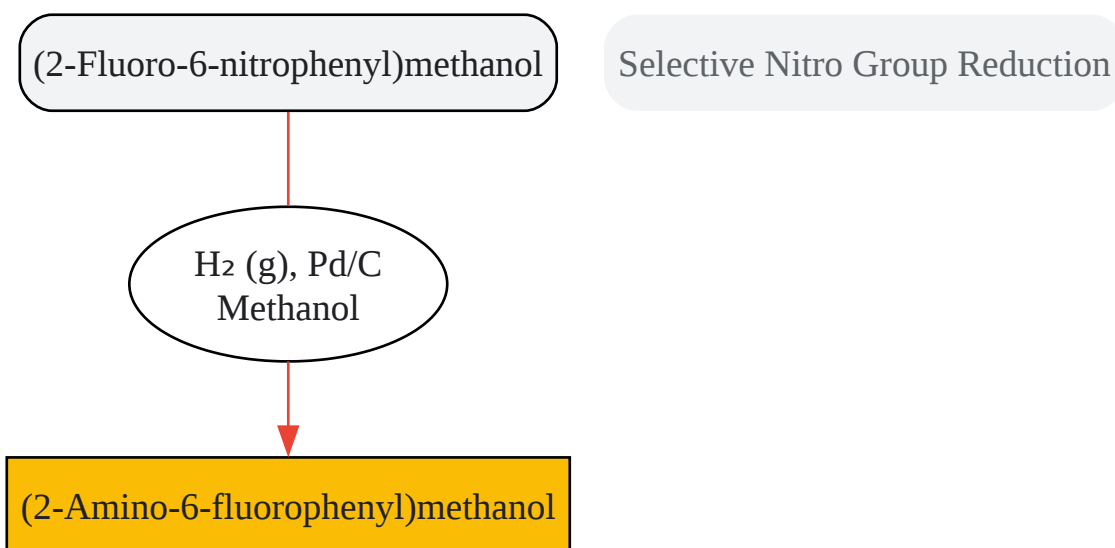 (2-Fluoro-6-nitrophenyl)methanol
Selective Nitro Group Reduction
H₂ (g), Pd/C
Methanol
(2-Amino-6-fluorophenyl)methanol